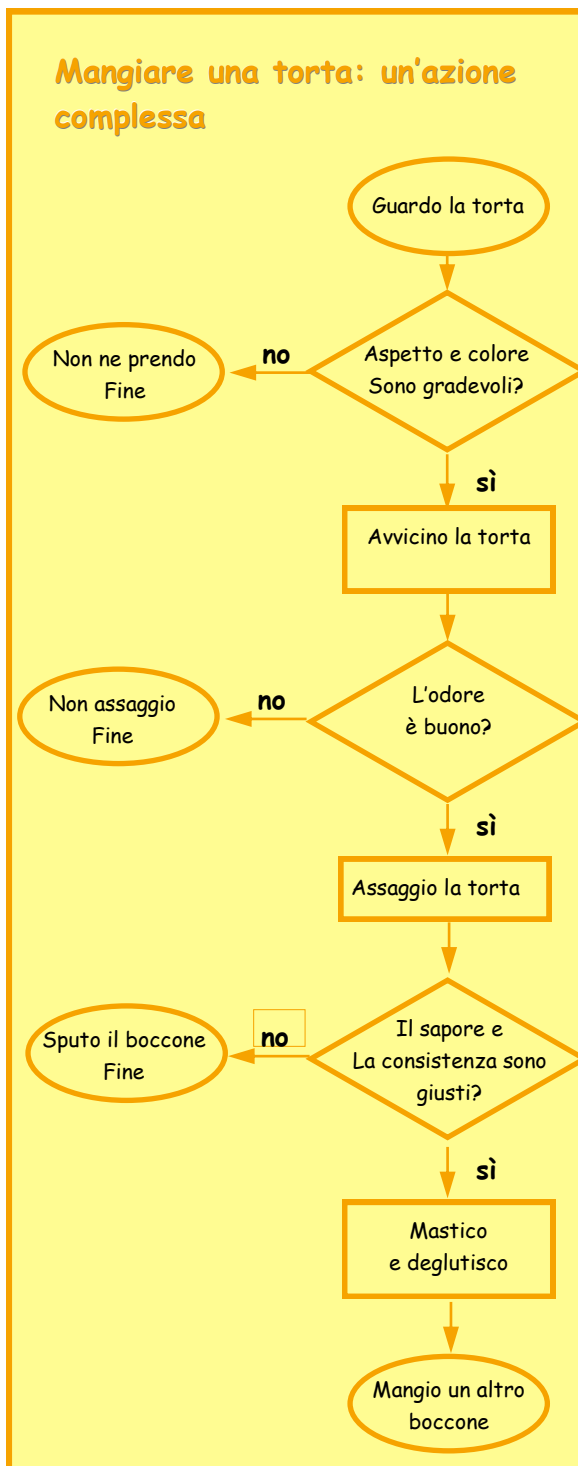 Mangiare una torta: un'azione
complessa
Guardo la torta
Aspetto e colore
Sono gradevoli?
no
Non ne prendo
Fine
sì
Avvicino la torta
L'odore
è buono?
no
Non assaggio
Fine
sì
Assaggio la torta
Il sapore e
La consistenza sono
giusti?
no
Sputo il boccone
Fine
sì
Mastico
e deglutisco
Mangio un altro
boccone